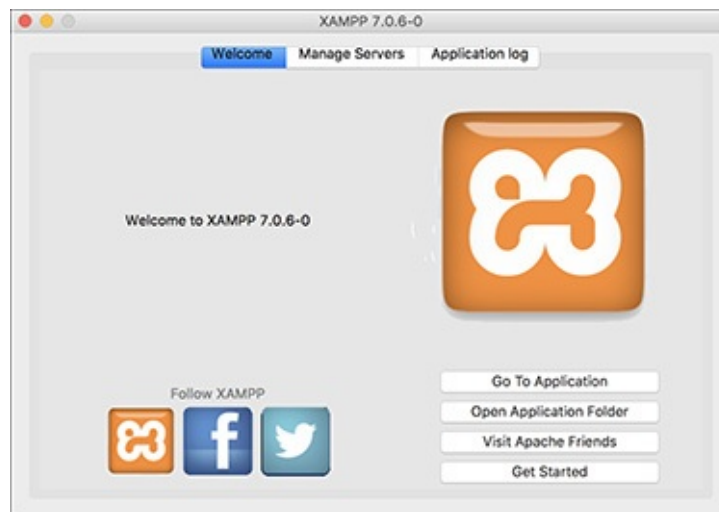 XAMPP 7.0.6-0
Welcome Manage Servers Application log
Welcome to XAMPP 7.0.6-0
Follow XAMPP
Go To Application
Open Application Folder
Visit Apache Friends
Get Started